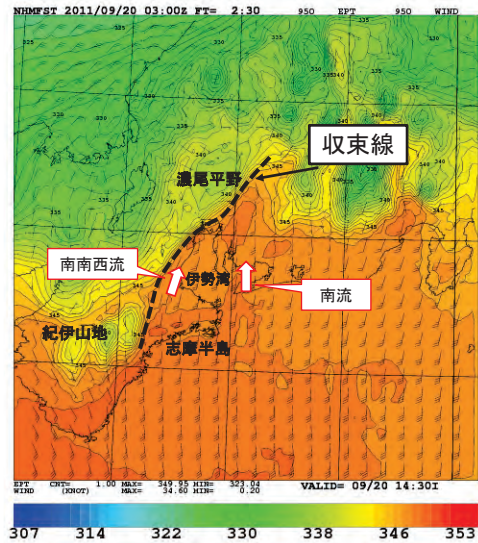 NHMFST 2011/09/20 03:00Z FT= 2:30 950 EPT 950 WIND
収束線
濃尾平野
南南西流
伊勢湾
南流
紀伊山地
志摩半島
EPT CNT= 1.00 MAX= 349.95 MIN= 323.04
WIND (KNOT) MAX= 34.60 MIN= 0.20
VALID= 09/20 14:30I
307 314 322 330 338 346 353